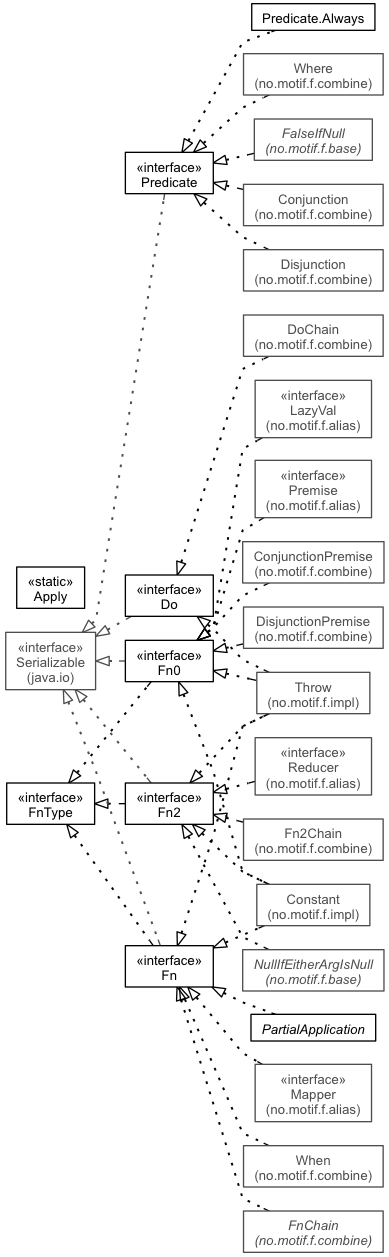 Predicate.Always
Where
(no.motif.f.combine)
FalseIfNull
(no.motif.f.base)
«interface»
Predicate
Conjunction
(no.motif.f.combine)
Disjunction
(no.motif.f.combine)
DoChain
(no.motif.f.combine)
«interface»
LazyVal
(no.motif.f.alias)
«interface»
Premise
(no.motif.f.alias)
ConjunctionPremise
(no.motif.f.combine)
«static»
Apply
«interface»
Do
DisjunctionPremise
(no.motif.f.combine)
«interface»
Serializable
(java.io)
«interface»
Fn0
Throw
(no.motif.f.impl)
«interface»
Reducer
(no.motif.f.alias)
«interface»
FnType
«interface»
Fn2
Fn2Chain
(no.motif.f.combine)
Constant
(no.motif.f.impl)
«interface»
Fn
NullIfEitherArgIsNull
(no.motif.f.base)
PartialApplication
«interface»
Mapper
(no.motif.f.alias)
When
(no.motif.f.combine)
FnChain
(no.motif.f.combine)